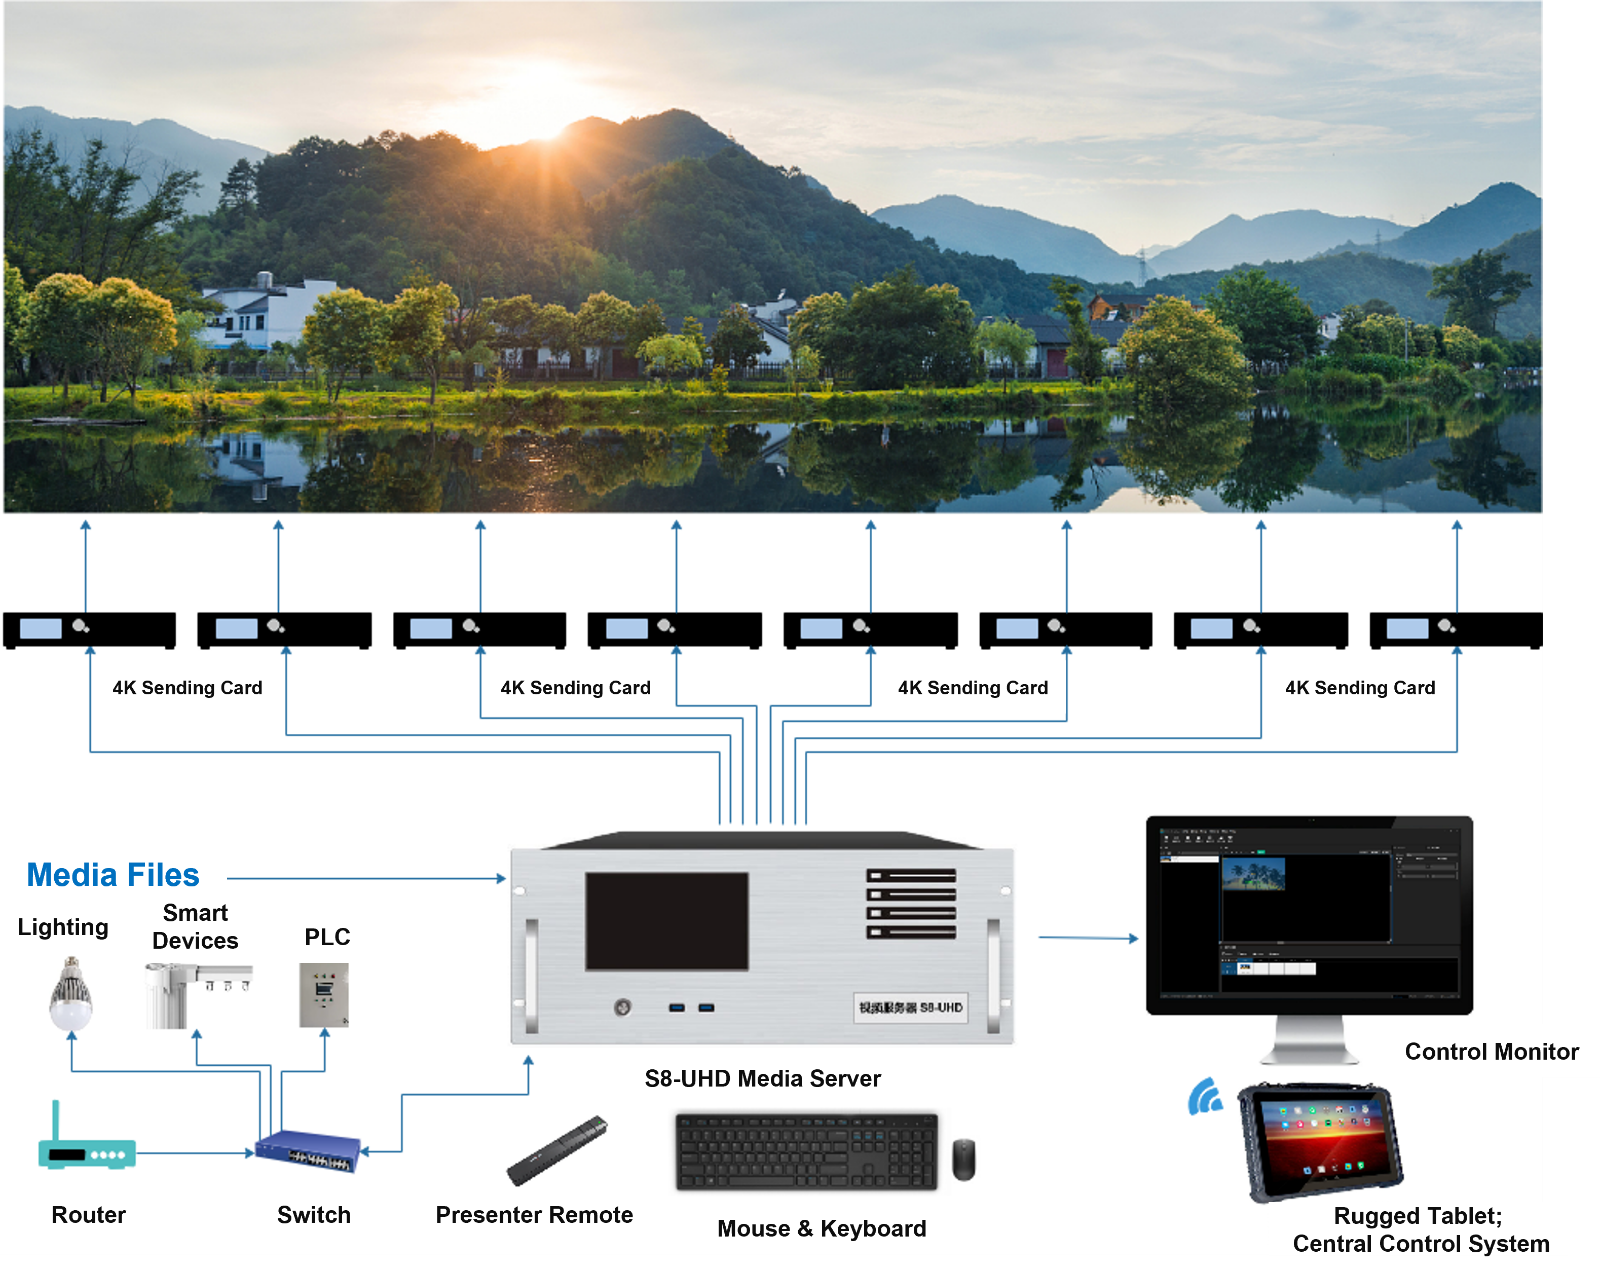 4K Sending Card
4K Sending Card
4K Sending Card
4K Sending Card
Media Files
Lighting
Smart
Devices
PLC
视频服务器 S8-UHD
S8-UHD Media Server
Control Monitor
Router
Switch
Presenter Remote
Mouse & Keyboard
Rugged Tablet;
Central Control System